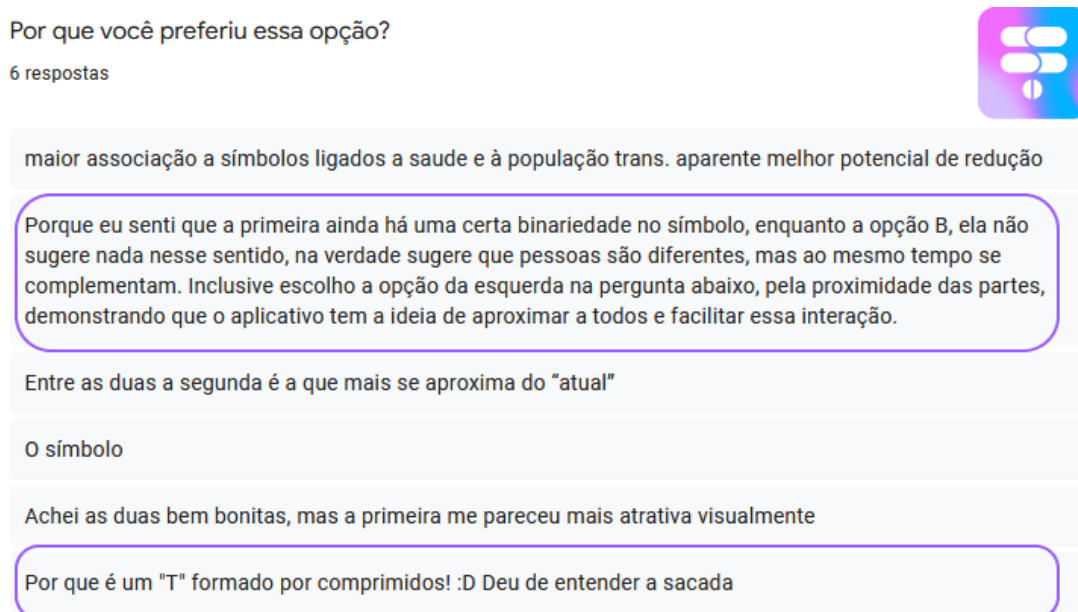 Por que você preferiu essa opção?
6 respostas
maior associação a símbolos ligados a saude e à população trans. aparente melhor potencial de redução
Porque eu senti que a primeira ainda há uma certa binariedade no símbolo, enquanto a opção B, ela não
sugere nada nesse sentido, na verdade sugere que pessoas são diferentes, mas ao mesmo tempo se
complementam. Inclusive escolho a opção da esquerda na pergunta abaixo, pela proximidade das partes,
demonstrando que o aplicativo tem a ideia de aproximar a todos e facilitar essa interação.
Entre as duas a segunda é a que mais se aproxima do “atual”
O símbolo
Achei as duas bem bonitas, mas a primeira me pareceu mais atrativa visualmente
Por que é um "T" formado por comprimidos! :D Deu de entender a sacada